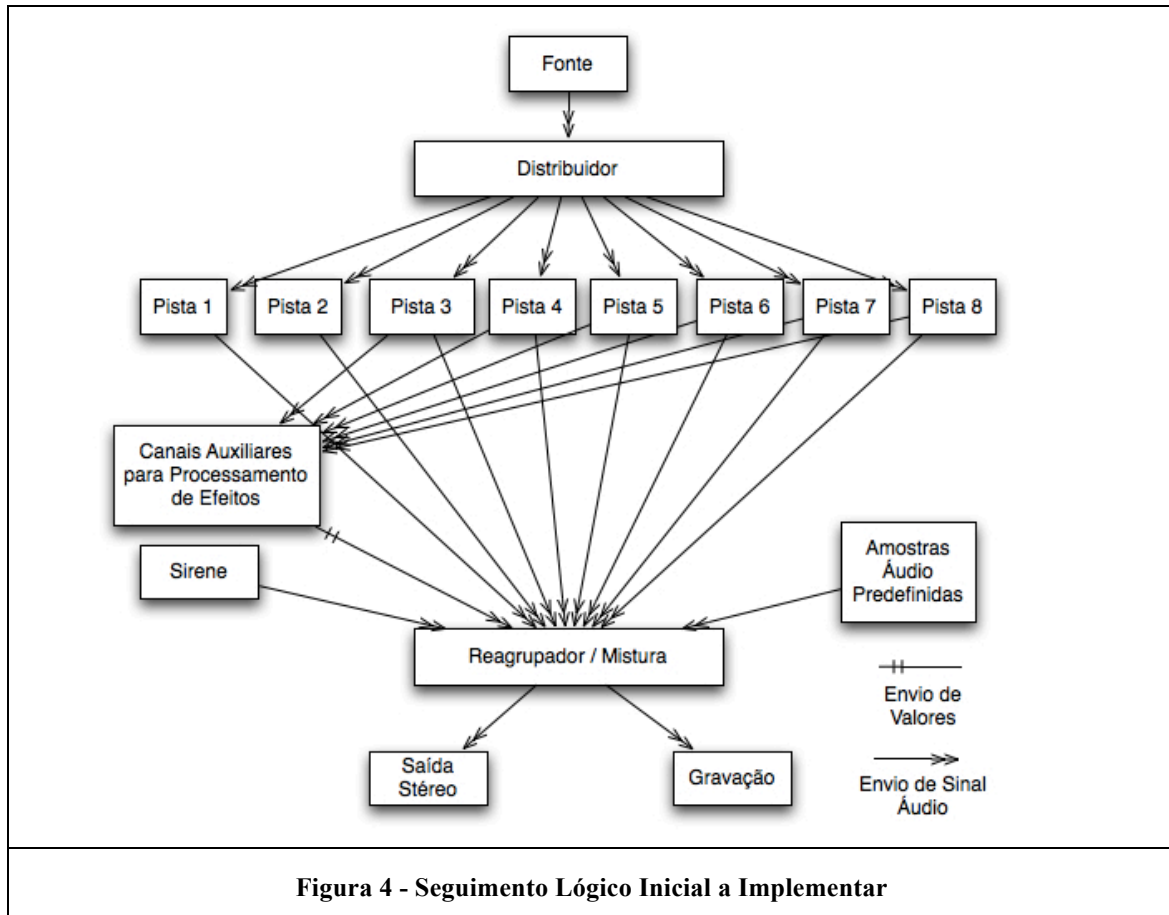 Fonte
Distribuidor
Pista 1
Pista 2
Pista 3
Pista 4
Pista 5
Pista 6
Pista 7
Pista 8
Canais Auxiliares
para Processamento
de Efeitos
Sirene
Amostras
Áudio
Predefinidas
Reagrupador / Mistura
Envio de
Valores
Saída
Stéreo
Gravação
Envio de Sinal
Áudio
Figura 4 - Seguimento Lógico Inicial a Implementar